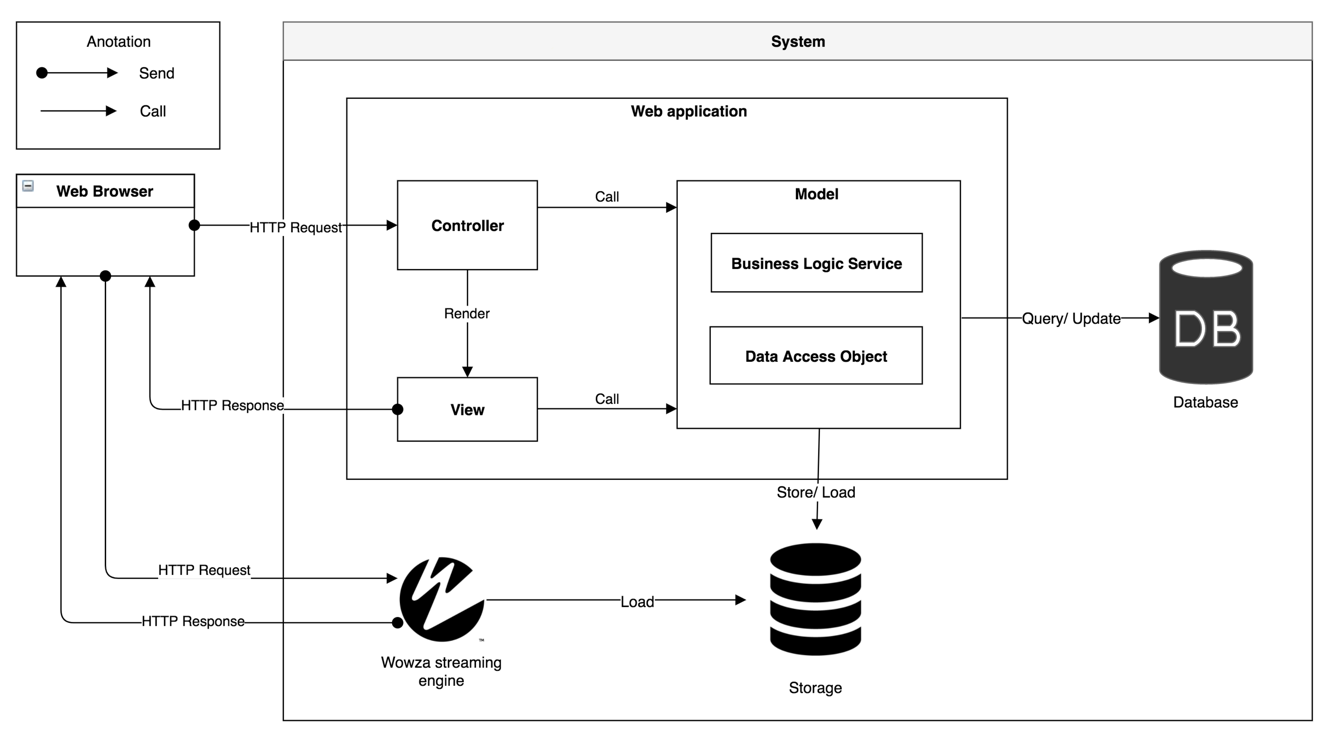 Anotation
Send
Call
System
Web application
Web Browser
HTTP Request
Controller
Call
Model
Business Logic Service
Data Access Object
Render
View
Call
HTTP Response
Query/ Update
DB
Database
Store/ Load
HTTP Request
HTTP Response
Load
TM
Wowza streaming
engine
Storage